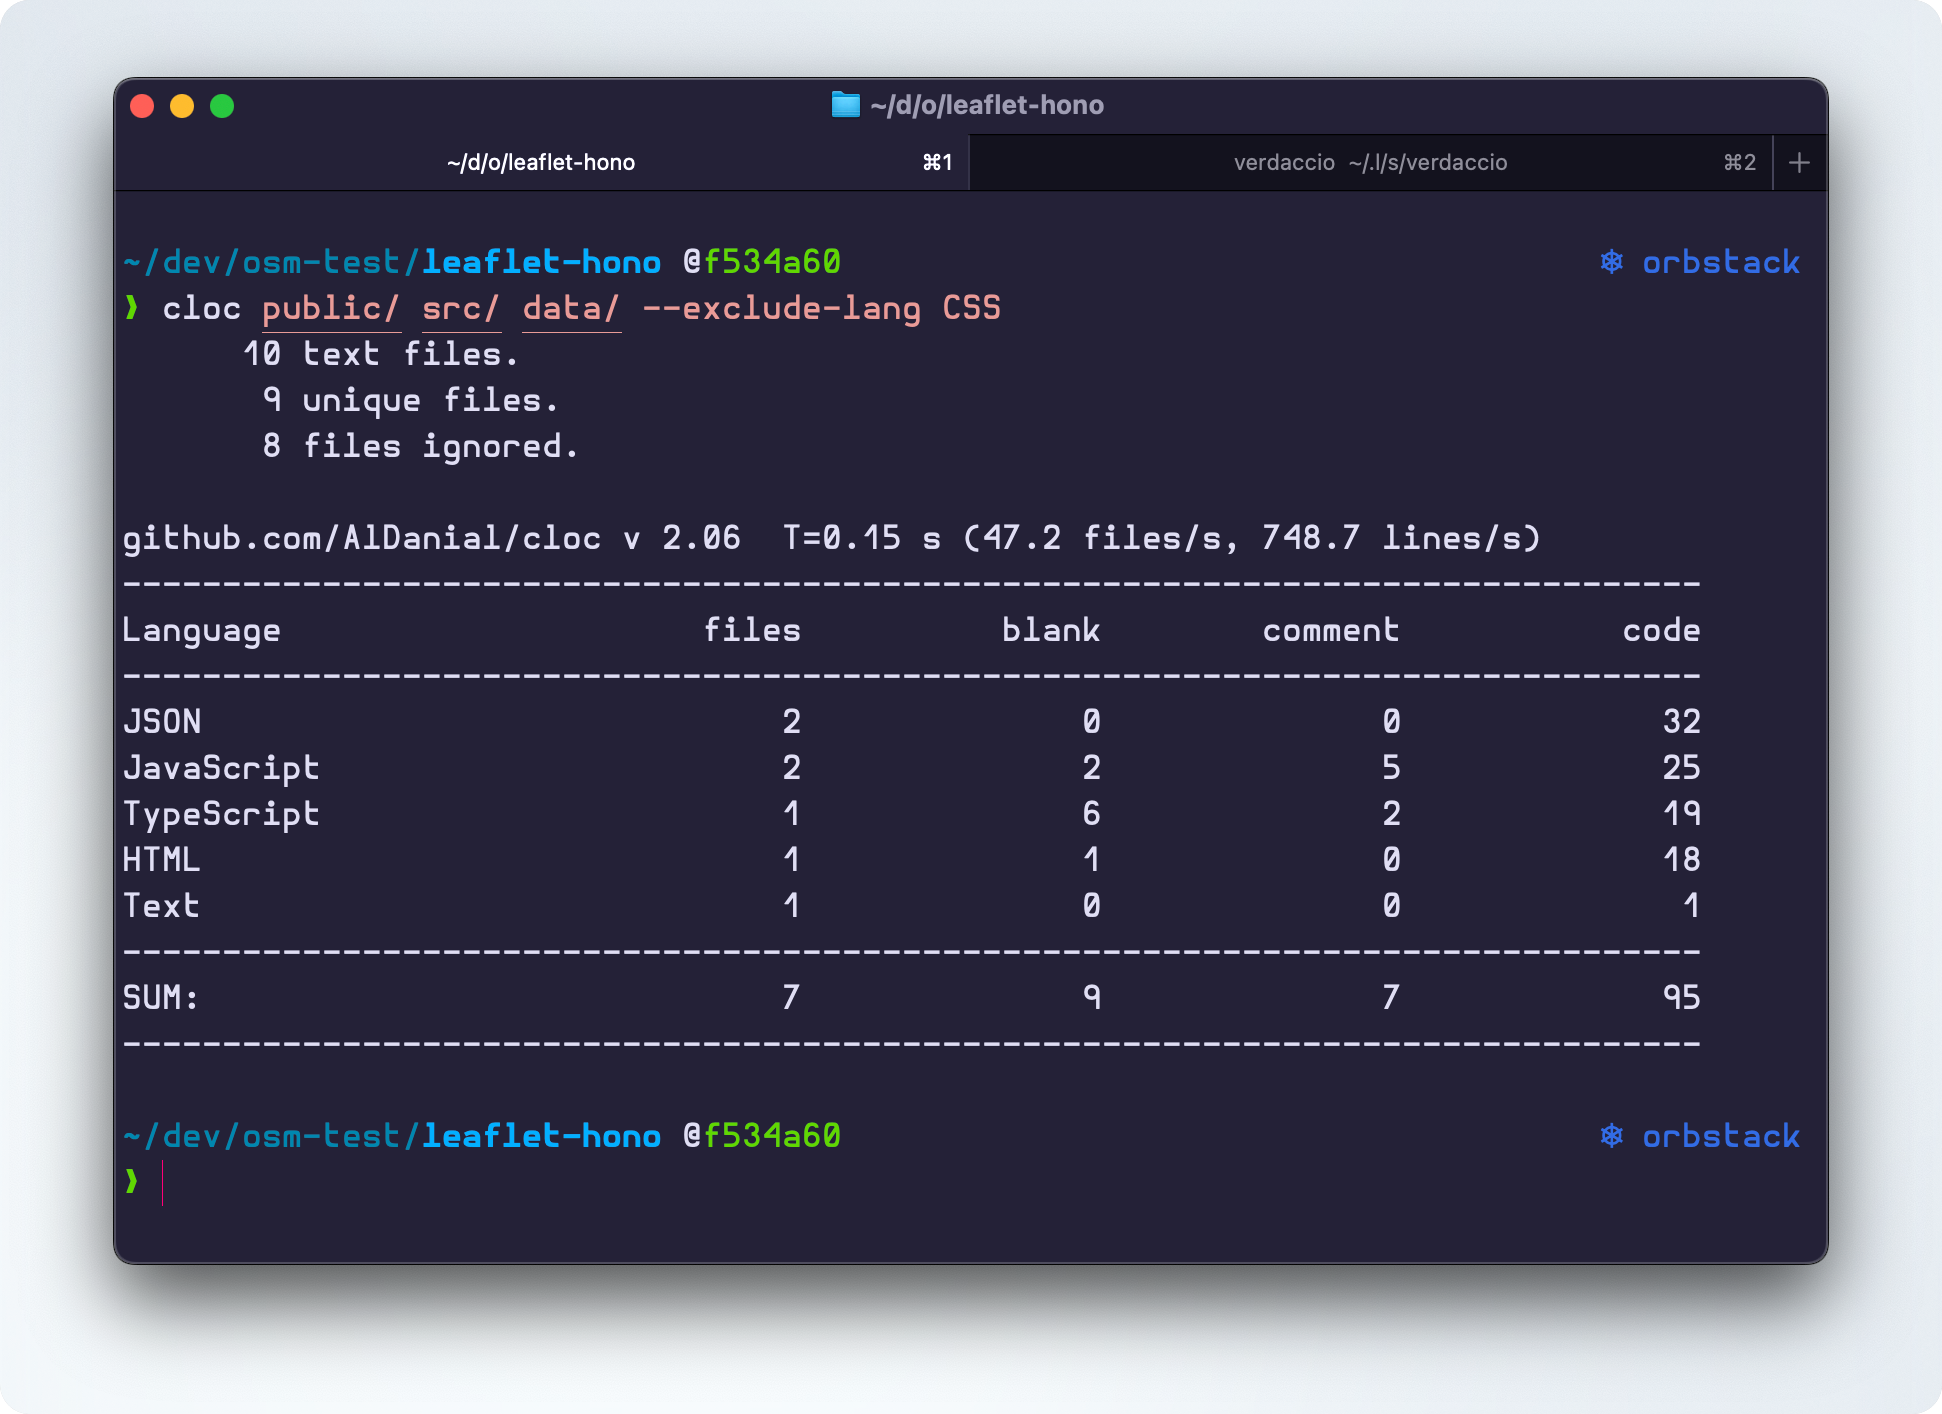 ~/d/o/leaflet-hono
~/d/o/leaflet-hono ⌘1 verdaccio ~/.l/s/verdaccio ⌘2 +
~/dev/osm-test/leaflet-hono @f534a60 ☸ orbstack
❯ cloc public/ src/ data/ --exclude-lang CSS
      10 text files.
       9 unique files.
       8 files ignored.
github.com/AlDanial/cloc v 2.06  T=0.15 s (47.2 files/s, 748.7 lines/s)
-------------------------------------------------------------------------------
Language                     files          blank        comment           code
-------------------------------------------------------------------------------
JSON                             2              0              0             32
JavaScript                       2              2              5             25
TypeScript                       1              6              2             19
HTML                             1              1              0             18
Text                             1              0              0              1
-------------------------------------------------------------------------------
SUM:                             7              9              7             95
-------------------------------------------------------------------------------
~/dev/osm-test/leaflet-hono @f534a60 ☸ orbstack
❯